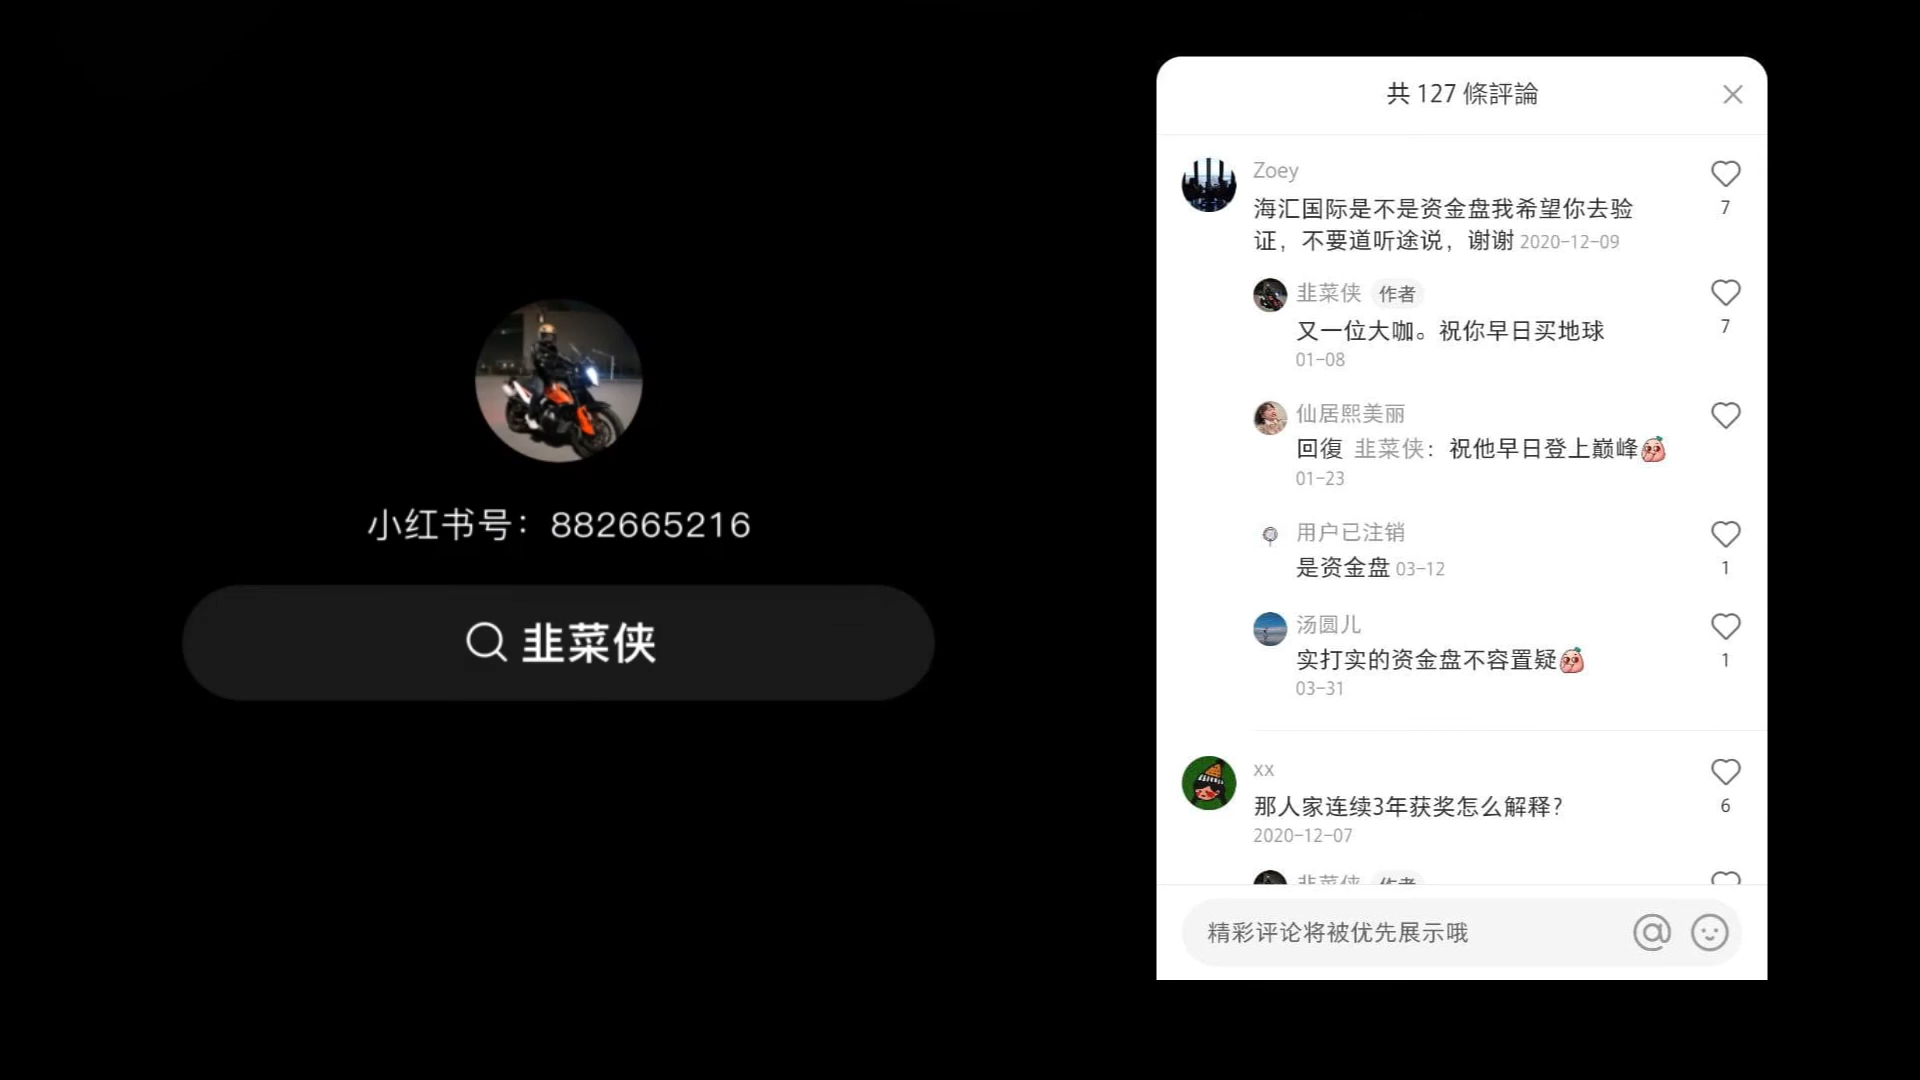 小红书号：882665216
韭菜侠
共 127 條評論
Zoey
海汇国际是不是资金盘我希望你去验
证，不要道听途说，谢谢 2020-12-09
7
韭菜侠 作者
又一位大咖。祝你早日买地球
01-08
7
仙居熙美丽
回復 韭菜侠：祝他早日登上巅峰
01-23
用户已注销
是资金盘 03-12
1
汤圆儿
实打实的资金盘不容置疑
03-31
1
xx
那人家连续3年获奖怎么解释？
2020-12-07
6
韭菜侠 作者
精彩评论将被优先展示哦